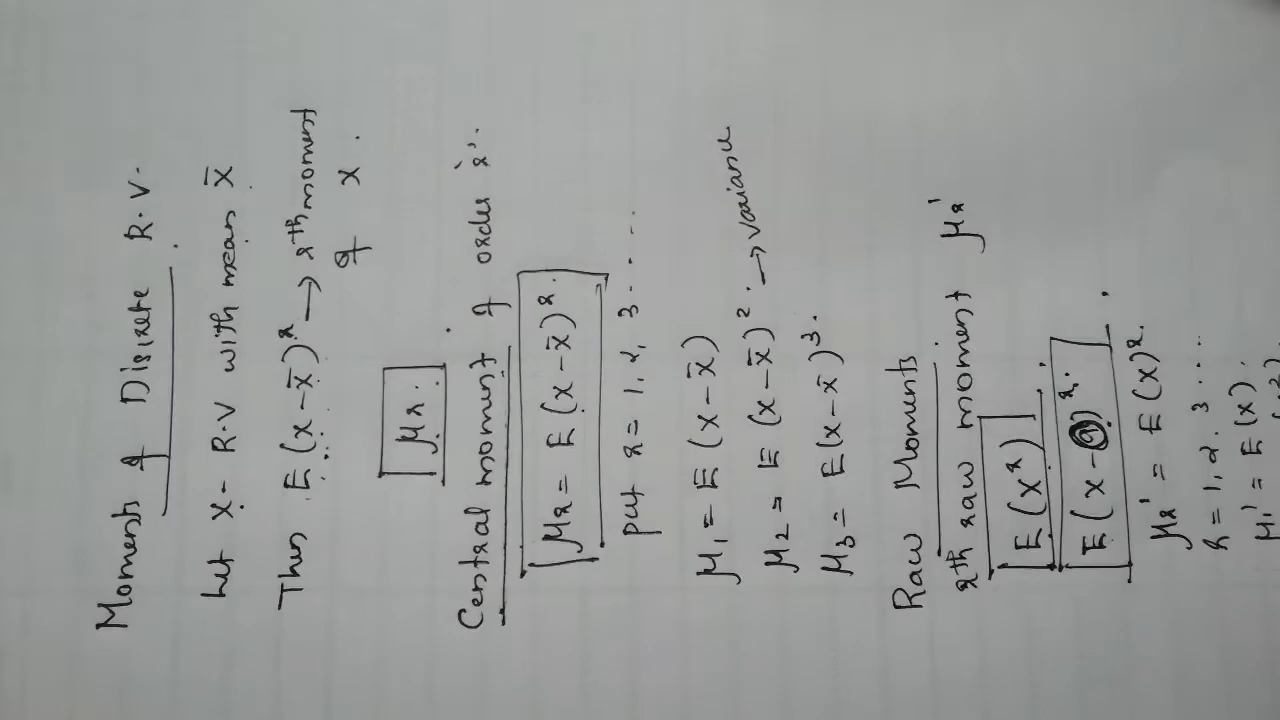 Moments of Discrete R.V.
Let X - R.V with mean x̄
Then E(x-x̄)^r → r^th moment
of x.
μr.
Central moment of order 'r'.
μr = E(x-x̄)^r.
put r = 1, 2, 3.....
μ1 = E(x-x̄)
μ2 = E(x-x̄)^2. → variance
μ3 = E(x-x̄)^3.
Raw Moments
r^th raw moment μr'
E(x^r).
E(x-0)^r.
μr' = E(x)^r.
r = 1, 2. 3...
μ1' = E(x).